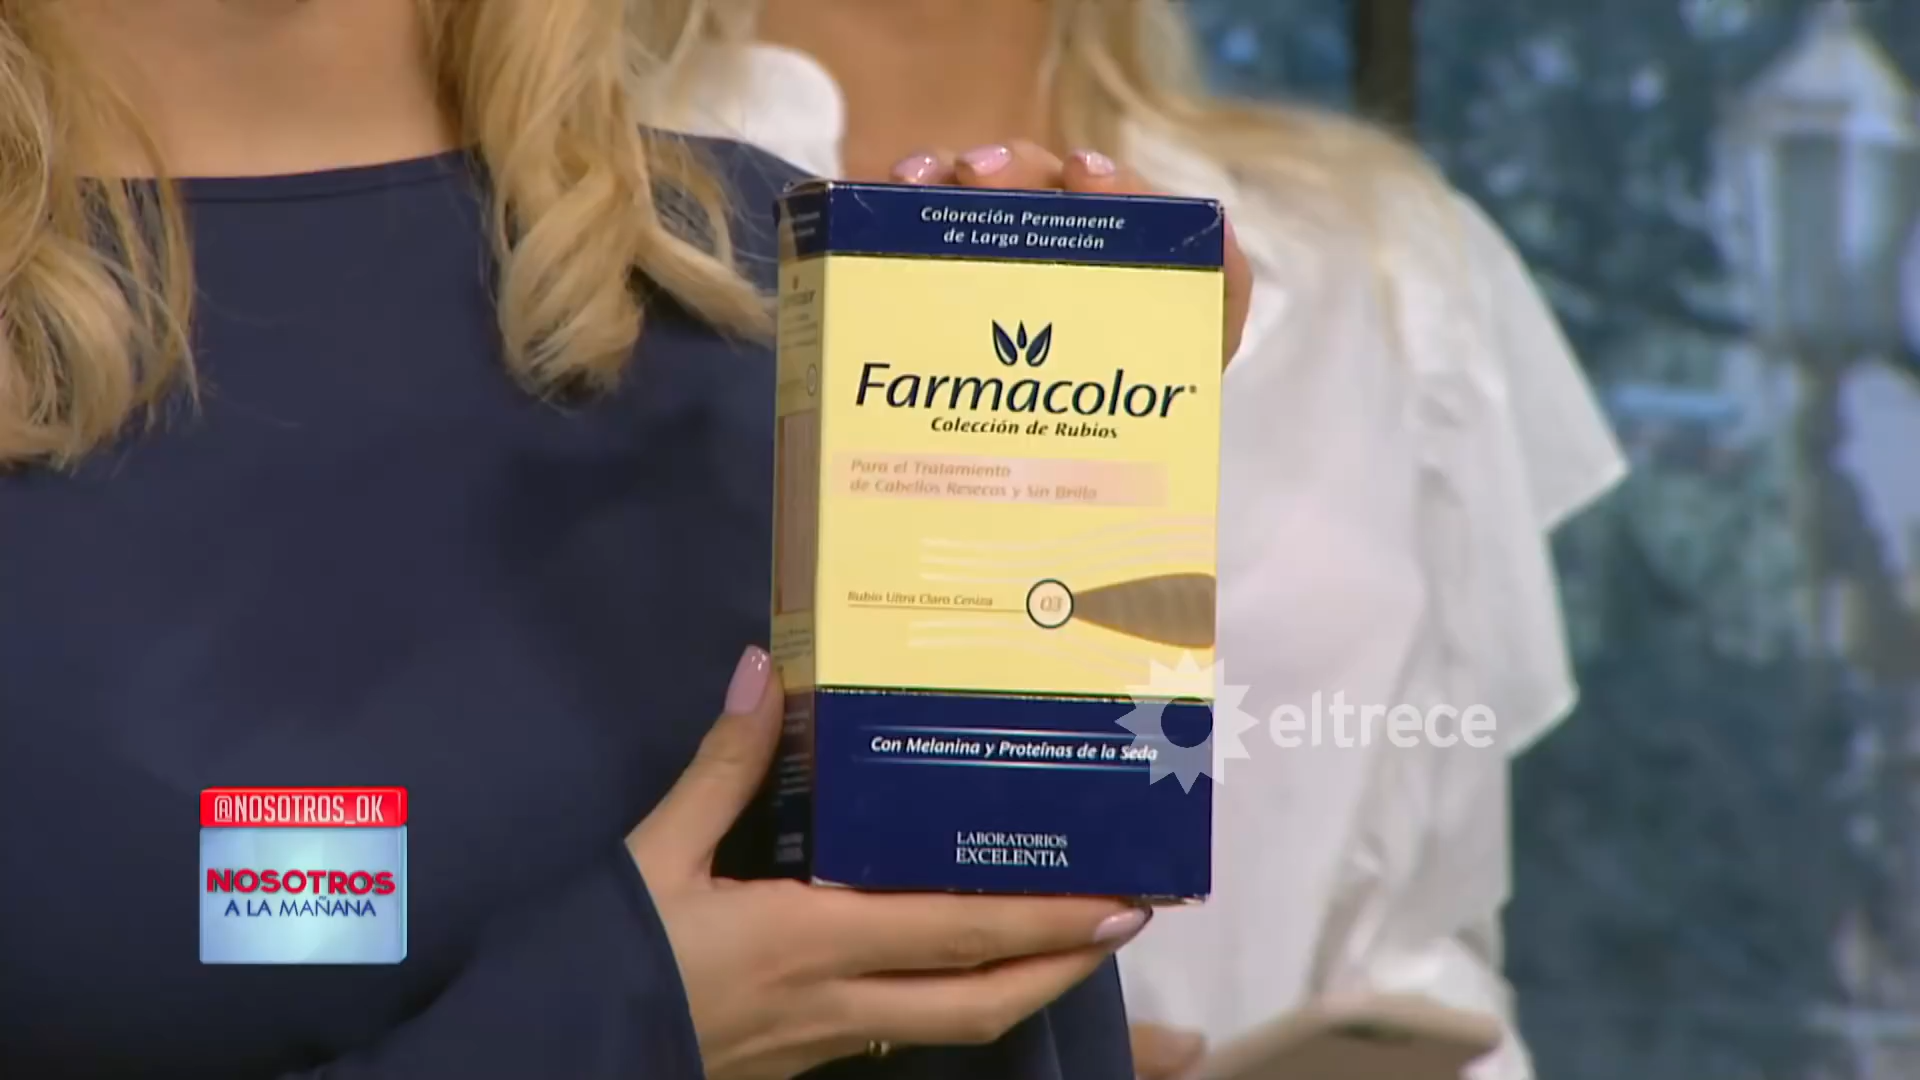 Coloración Permanente
de Larga Duración
Farmacolor
Colección de Rubios
Para el Tratamiento
de Cabellos Resecos y Sin Brillo
Rubio Ultra Claro Ceniza
03
Con Melanina y Proteínas de la Seda
LABORATORIOS
EXCELENTIA
eltrece
@NOSOTROS_OK
NOSOTROS
A LA MAÑANA